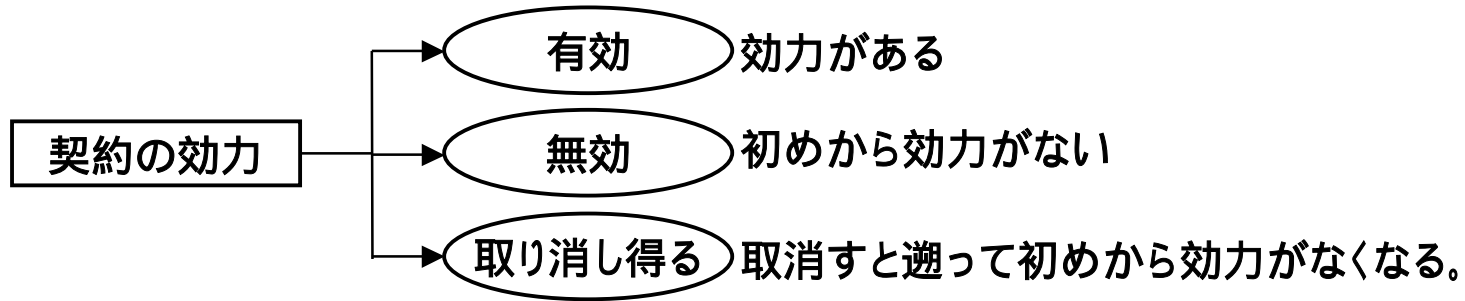 契約の効力
有効 効力がある
無効 初めから効力がない
取り消し得る 取消すと遡って初めから効力がなくなる。